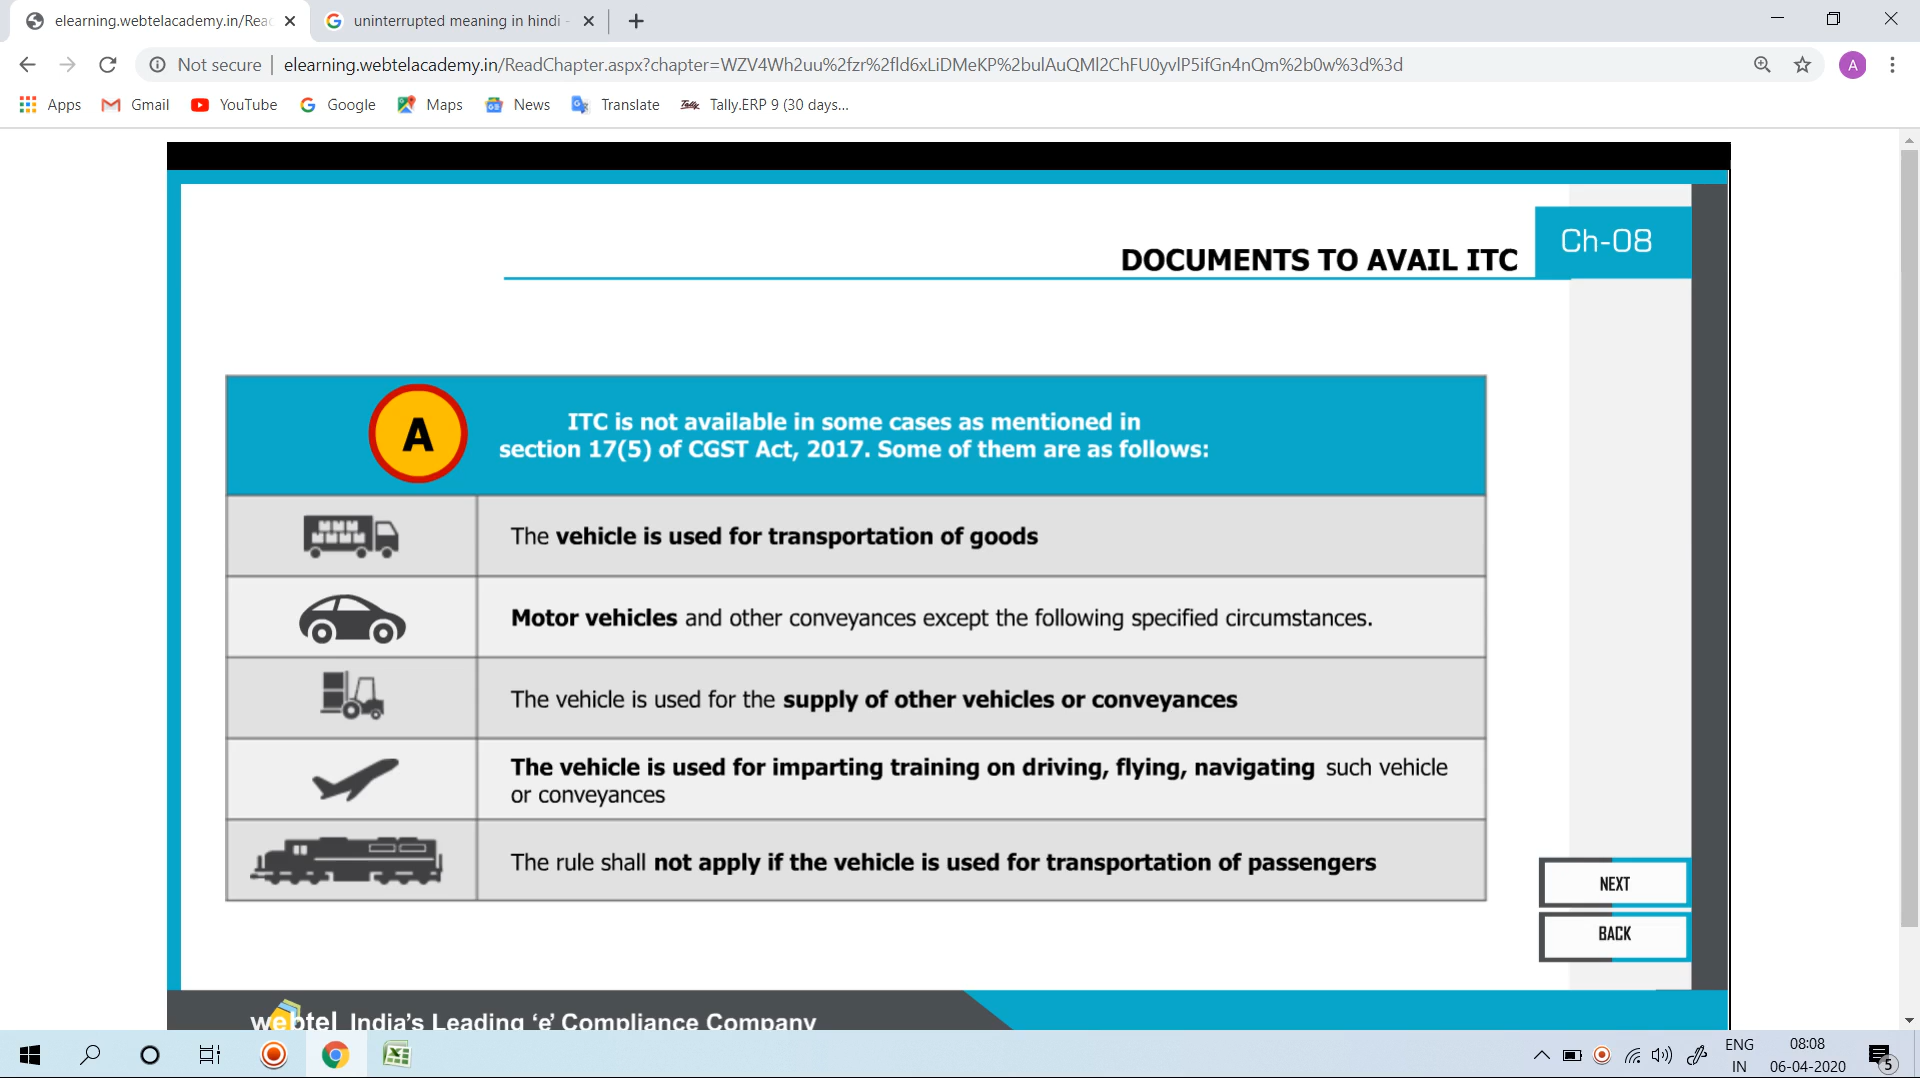 elearning.webtelacademy.in/Read
uninterrupted meaning in hindi -
Not secure | elearning.webtelacademy.in/ReadChapter.aspx?chapter=WZV4Wh2uu%2fzr%2fld6xLiDMeKP%2bulAuQMl2ChFU0yvlP5ifGn4nQm%2b0w%3d%3d
A
Apps Gmail YouTube Google Maps News Translate Tally.ERP 9 (30 days...
Ch-08
DOCUMENTS TO AVAIL ITC
A
ITC is not available in some cases as mentioned in
section 17(5) of CGST Act, 2017. Some of them are as follows:
The vehicle is used for transportation of goods
Motor vehicles and other conveyances except the following specified circumstances.
The vehicle is used for the supply of other vehicles or conveyances
The vehicle is used for imparting training on driving, flying, navigating such vehicle
or conveyances
The rule shall not apply if the vehicle is used for transportation of passengers
NEXT
BACK
webtel India's Leading 'e' Compliance Company
ENG
IN
08:08
06-04-2020
5